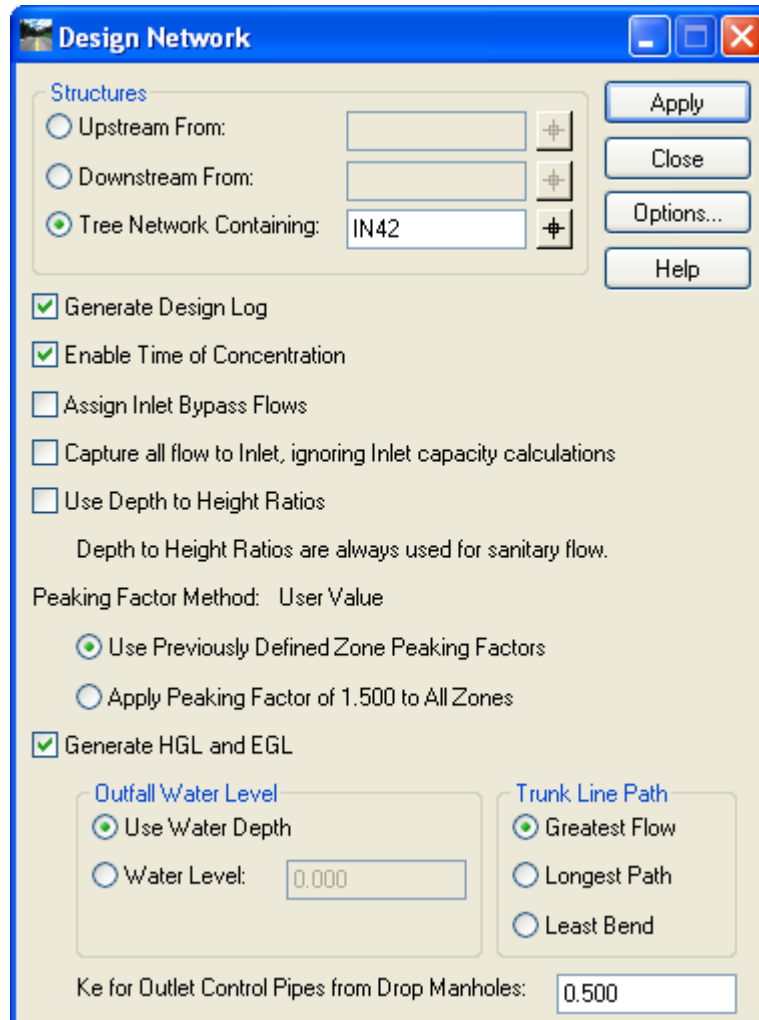 Design Network
Structures
Upstream From:
Downstream From:
Tree Network Containing: IN42
Apply
Close
Options...
Help
Generate Design Log
Enable Time of Concentration
Assign Inlet Bypass Flows
Capture all flow to Inlet, ignoring Inlet capacity calculations
Use Depth to Height Ratios
Depth to Height Ratios are always used for sanitary flow.
Peaking Factor Method: User Value
Use Previously Defined Zone Peaking Factors
Apply Peaking Factor of 1.500 to All Zones
Generate HGL and EGL
Outfall Water Level
Use Water Depth
Water Level: 0.000
Trunk Line Path
Greatest Flow
Longest Path
Least Bend
Ke for Outlet Control Pipes from Drop Manholes: 0.500